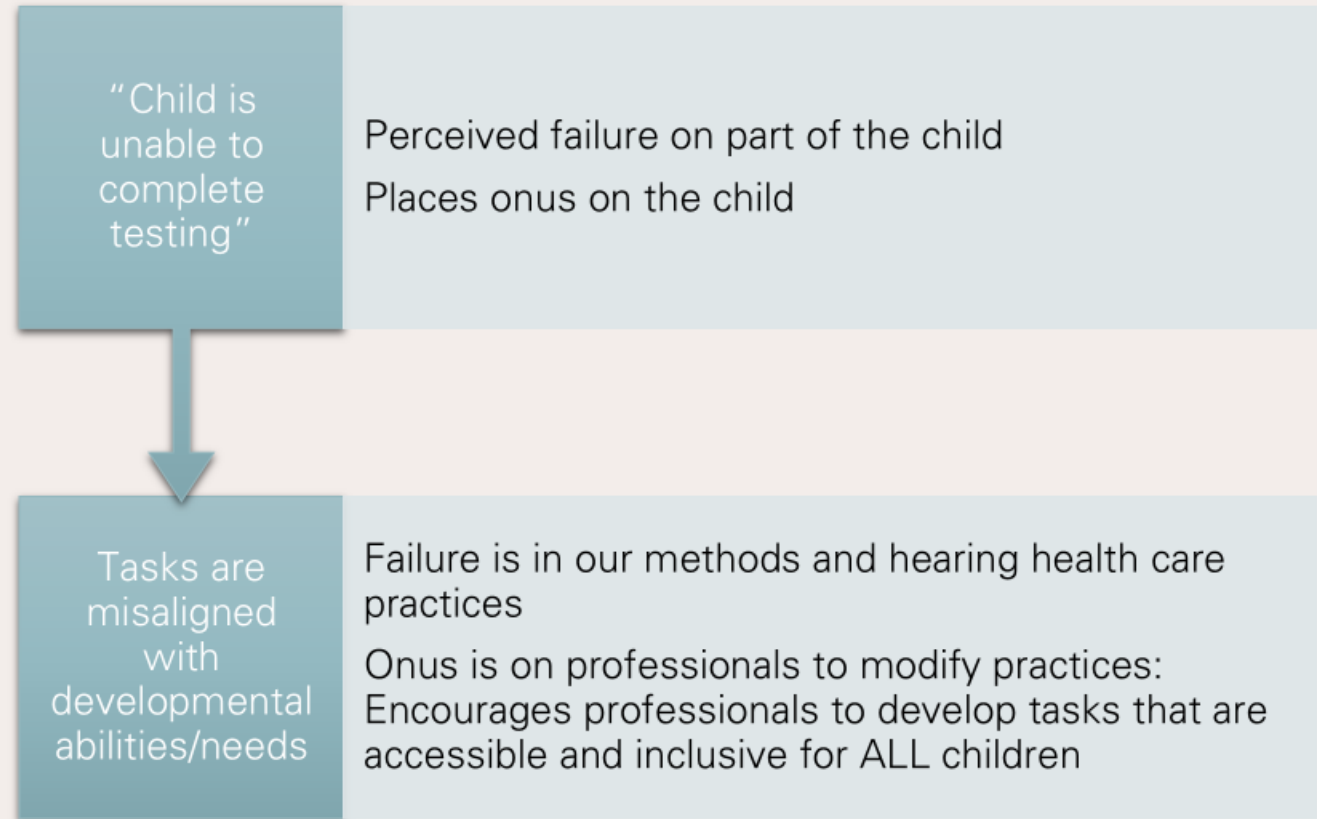 “Child is
unable to
complete
testing”
Perceived failure on part of the child
Places onus on the child
Tasks are
misaligned
with
developmental
abilities/needs
Failure is in our methods and hearing health care
practices
Onus is on professionals to modify practices:
Encourages professionals to develop tasks that are
accessible and inclusive for ALL children